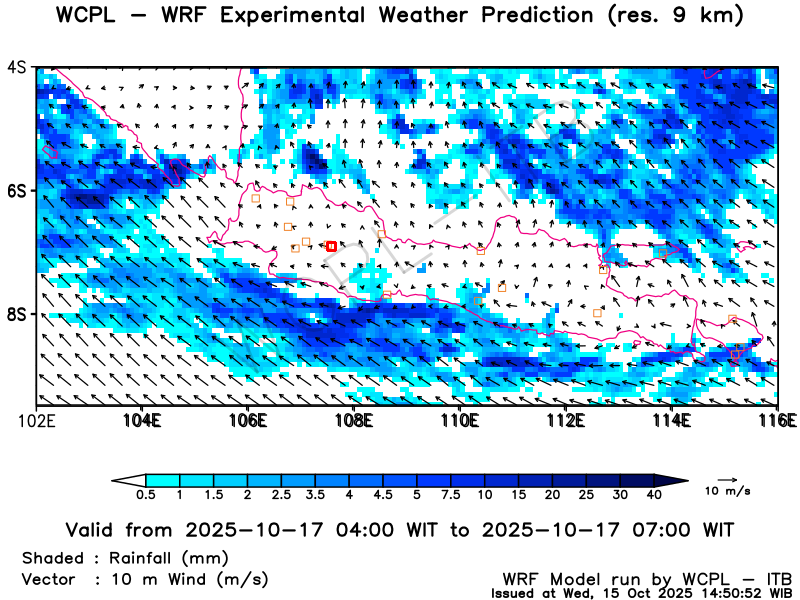 WCPL – WRF Experimental Weather Prediction (res. 9 km)
4S
6S
8S
102E 104E 106E 108E 110E 112E 114E 116E
0.5 1 1.5 2 2.5 3.5 4 4.5 5 7.5 10 15 20 25 30 40
10 m/s
Valid from 2025–10–17 04:00 WIT to 2025–10–17 07:00 WIT
Shaded : Rainfall (mm)
Vector : 10 m Wind (m/s)
WRF Model run by WCPL – ITB
Issued at Wed, 15 Oct 2025 14:50:52 WIB